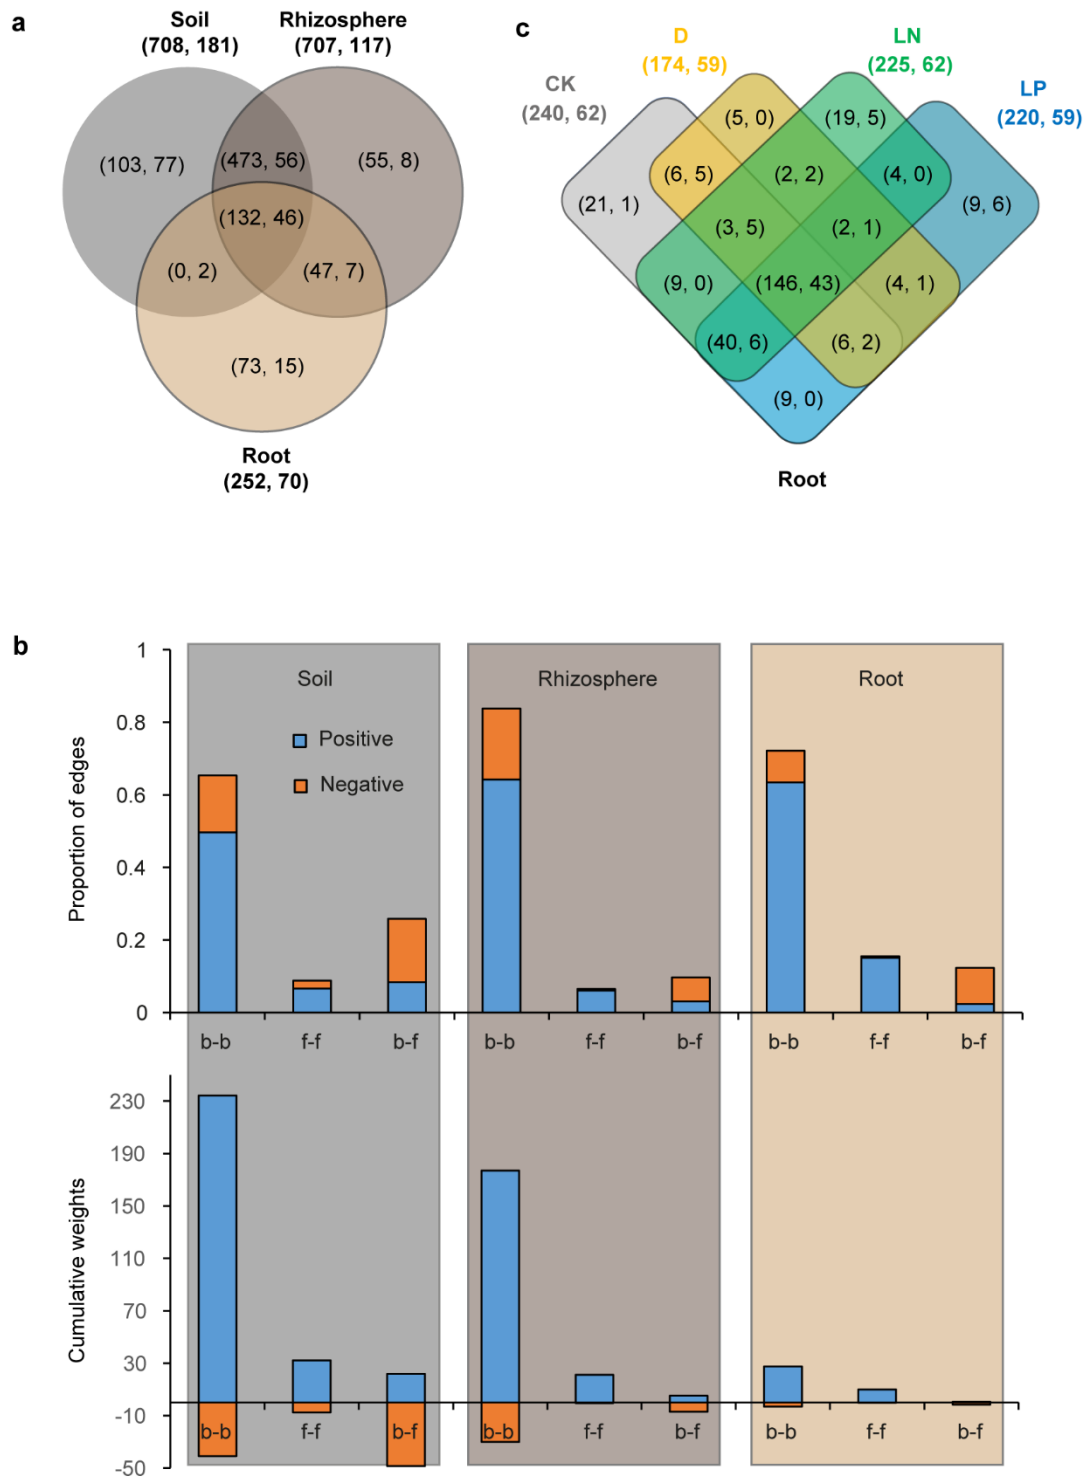 a
Soil
(708, 181)
Rhizosphere
(707, 117)
(103, 77)
(473, 56)
(55, 8)
(132, 46)
(0, 2)
(47, 7)
(73, 15)
Root
(252, 70)
c
CK
(240, 62)
D
(174, 59)
LN
(225, 62)
LP
(220, 59)
(5, 0)
(19, 5)
(6, 5)
(2, 2)
(4, 0)
(21, 1)
(9, 6)
(3, 5)
(2, 1)
(9, 0)
(146, 43)
(4, 1)
(40, 6)
(6, 2)
(9, 0)
Root
b
Proportion of edges
1
0.8
0.6
0.4
0.2
0
Soil
Positive
Negative
Rhizosphere
Root
b-b f-f b-f b-b f-f b-f b-b f-f b-f
Cumulative weights
230
190
150
110
70
30
-10
-50
b-b f-f b-f b-b f-f b-f b-b f-f b-f